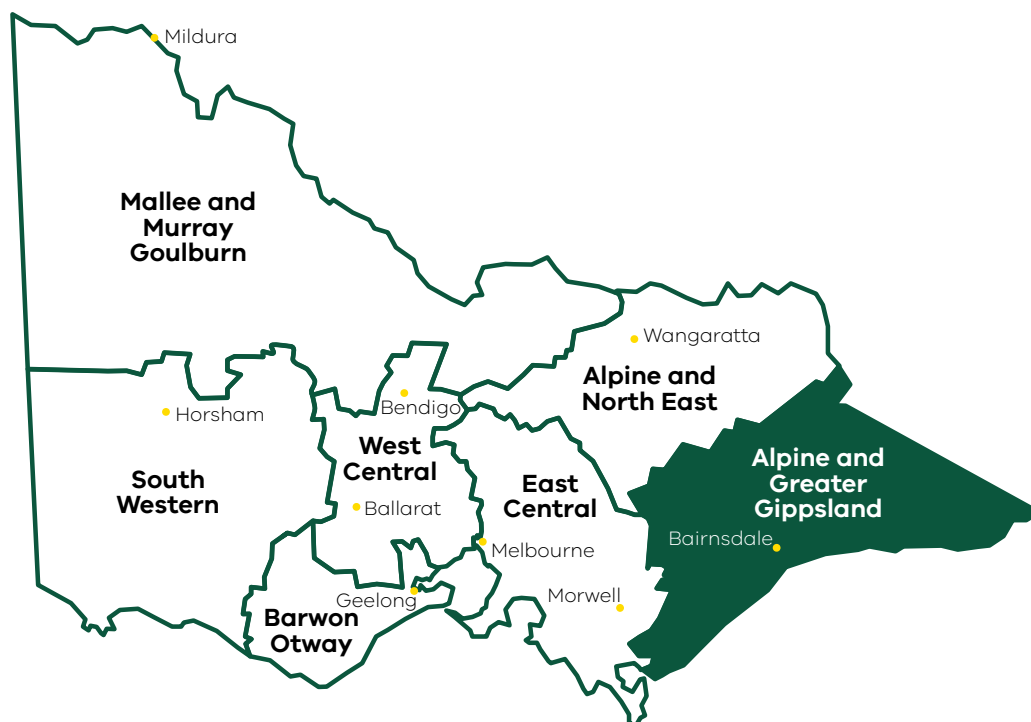 Mildura
Mallee and
Murray
Goulburn
Wangaratta
Alpine and
North East
Bendigo
Horsham
West
Central
Alpine and
Greater
Gippsland
South
Western
East
Central
Ballarat
Bairnsdale
Melbourne
Morwell
Geelong
Barwon
Otway